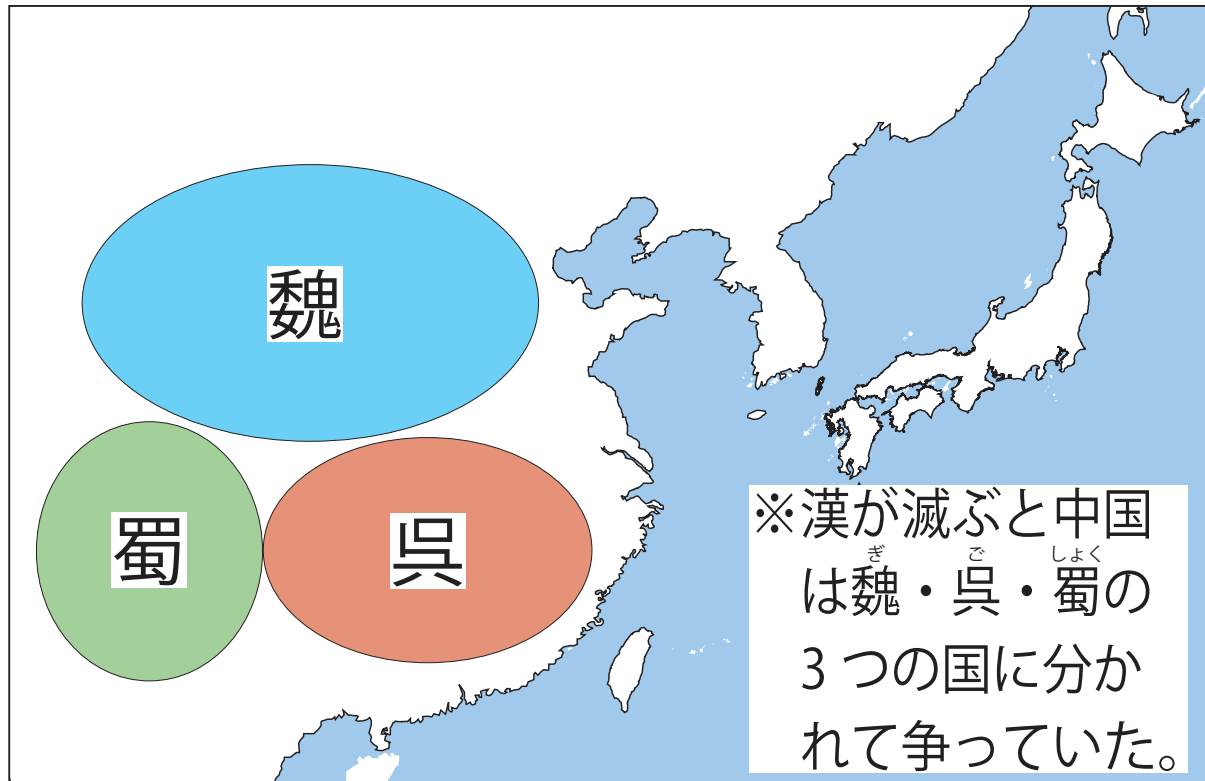 魏
蜀
呉
※漢が滅ぶと中国
ぎ ご しょく
は魏・呉・蜀の
3つの国に分か
れて争っていた。